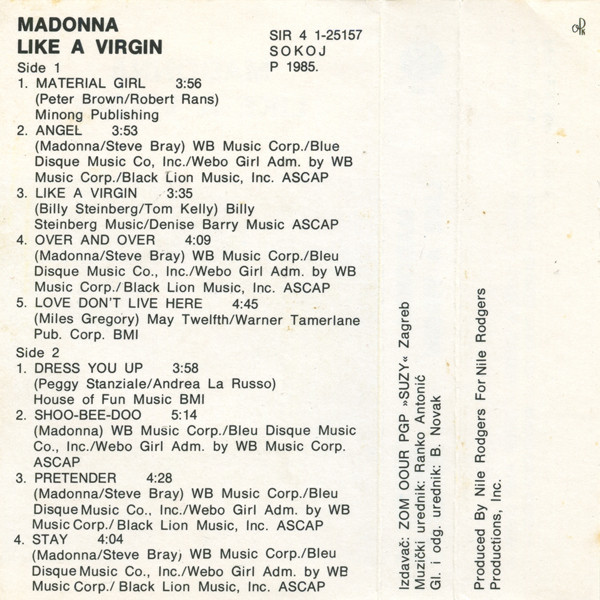 MADONNA
LIKE A VIRGIN
SIR 4 1-25157
SOKOJ
P 1985.
Side 1
1. MATERIAL GIRL 3:56
(Peter Brown/Robert Rans)
Minong Publishing
2. ANGEL 3:53
(Madonna/Steve Bray) WB Music Corp./Blue
Disque Music Co, Inc./Webo Girl Adm. by WB
Music Corp./Black Lion Music, Inc. ASCAP
3. LIKE A VIRGIN 3:35
(Billy Steinberg/Tom Kelly) Billy
Steinberg Music/Denise Barry Music ASCAP
4. OVER AND OVER 4:09
(Madonna/Steve Bray) WB Music Corp./Bleu
Disque Music Co., Inc./Webo Girl Adm. by WB
Music Corp./Black Lion Music, Inc. ASCAP
5. LOVE DON'T LIVE HERE 4:45
(Miles Gregory) May Twelfth/Warner Tamerlane
Pub. Corp. BMI
Side 2
1. DRESS YOU UP 3:58
(Peggy Stanziale/Andrea La Russo)
House of Fun Music BMI
2. SHOO-BEE-DOO 5:14
(Madonna) WB Music Corp./Bleu Disque Music
Co., Inc./Webo Girl Adm. by WB Music Corp.
ASCAP
3. PRETENDER 4:28
(Madonna/Steve Bray) WB Music Corp./Bleu
Disque Music Co., Inc./Webo Girl Adm. by WB
Music Corp./ Black Lion Music, Inc. ASCAP
4. STAY 4:04
(Madonna/Steve Bray) WB Music Corp./Bleu
Disque Music Co., Inc./Webo Girl Adm. by WB
Music Corp./ Black Lion Music, Inc. ASCAP
Izdavač: ZOM OOUR PGP »SUZY« Zagreb
Muzički urednik: Ranko Antonić
Gl. i odg. urednik: B. Novak
Produced By Nile Rodgers For Nile Rodgers
Productions, Inc.